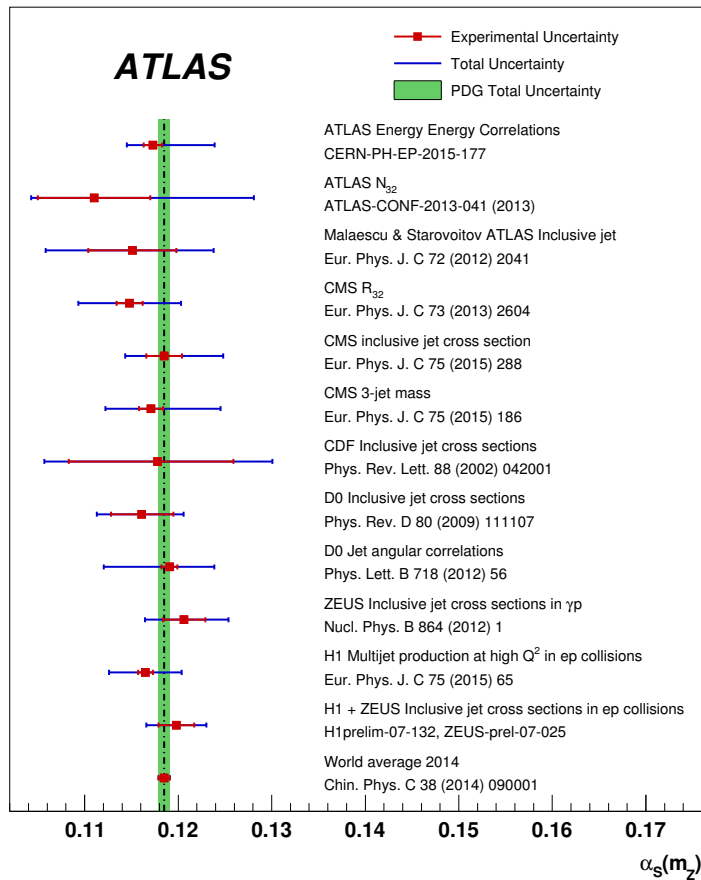 ATLAS
Experimental Uncertainty
Total Uncertainty
PDG Total Uncertainty
ATLAS Energy Energy Correlations
CERN-PH-EP-2015-177
ATLAS N₃₂
ATLAS-CONF-2013-041 (2013)
Malaescu & Starovoitov ATLAS Inclusive jet
Eur. Phys. J. C 72 (2012) 2041
CMS R₃₂
Eur. Phys. J. C 73 (2013) 2604
CMS inclusive jet cross section
Eur. Phys. J. C 75 (2015) 288
CMS 3-jet mass
Eur. Phys. J. C 75 (2015) 186
CDF Inclusive jet cross sections
Phys. Rev. Lett. 88 (2002) 042001
D0 Inclusive jet cross sections
Phys. Rev. D 80 (2009) 111107
D0 Jet angular correlations
Phys. Lett. B 718 (2012) 56
ZEUS Inclusive jet cross sections in γp
Nucl. Phys. B 864 (2012) 1
H1 Multijet production at high Q² in ep collisions
Eur. Phys. J. C 75 (2015) 65
H1 + ZEUS Inclusive jet cross sections in ep collisions
H1prelim-07-132, ZEUS-prel-07-025
World average 2014
Chin. Phys. C 38 (2014) 090001
0.11 0.12 0.13 0.14 0.15 0.16 0.17
α_S(m_Z)